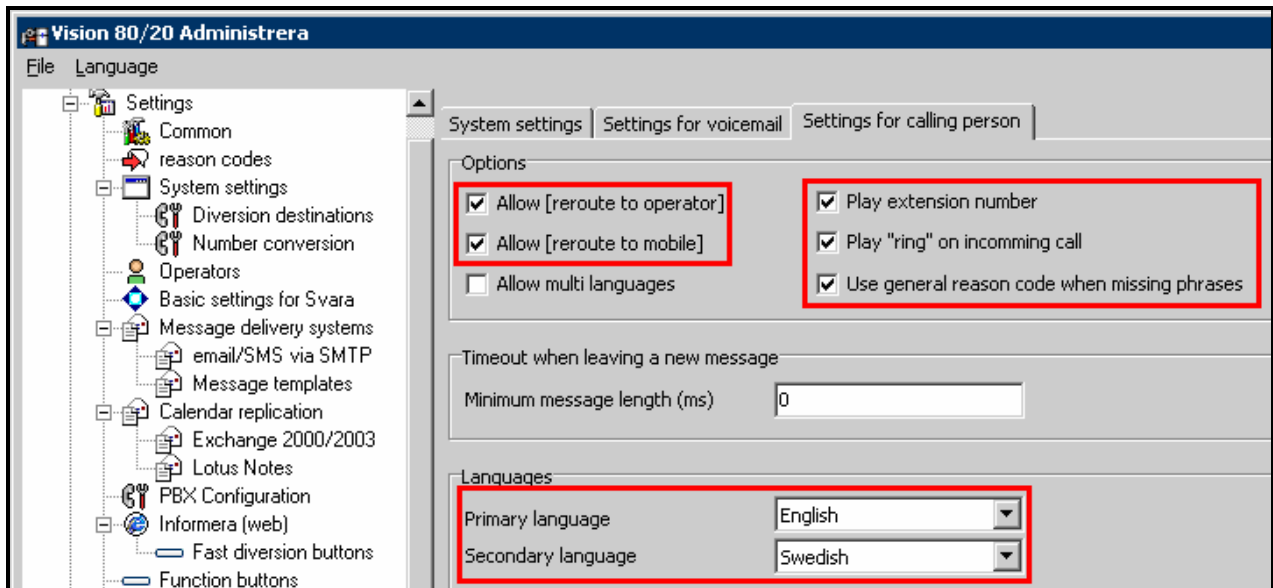 Vision 80/20 Administrera
File Language
Settings
Common
reason codes
System settings
Diversion destinations
Number conversion
Operators
Basic settings for Svara
Message delivery systems
email/SMS via SMTP
Message templates
Calendar replication
Exchange 2000/2003
Lotus Notes
PBX Configuration
Informera (web)
Fast diversion buttons
Function buttons
System settings Settings for voicemail Settings for calling person
Options
Allow [reroute to operator] Play extension number
Allow [reroute to mobile] Play "ring" on incomming call
Allow multi languages Use general reason code when missing phrases
Timeout when leaving a new message
Minimum message length (ms) 0
Languages
Primary language English
Secondary language Swedish